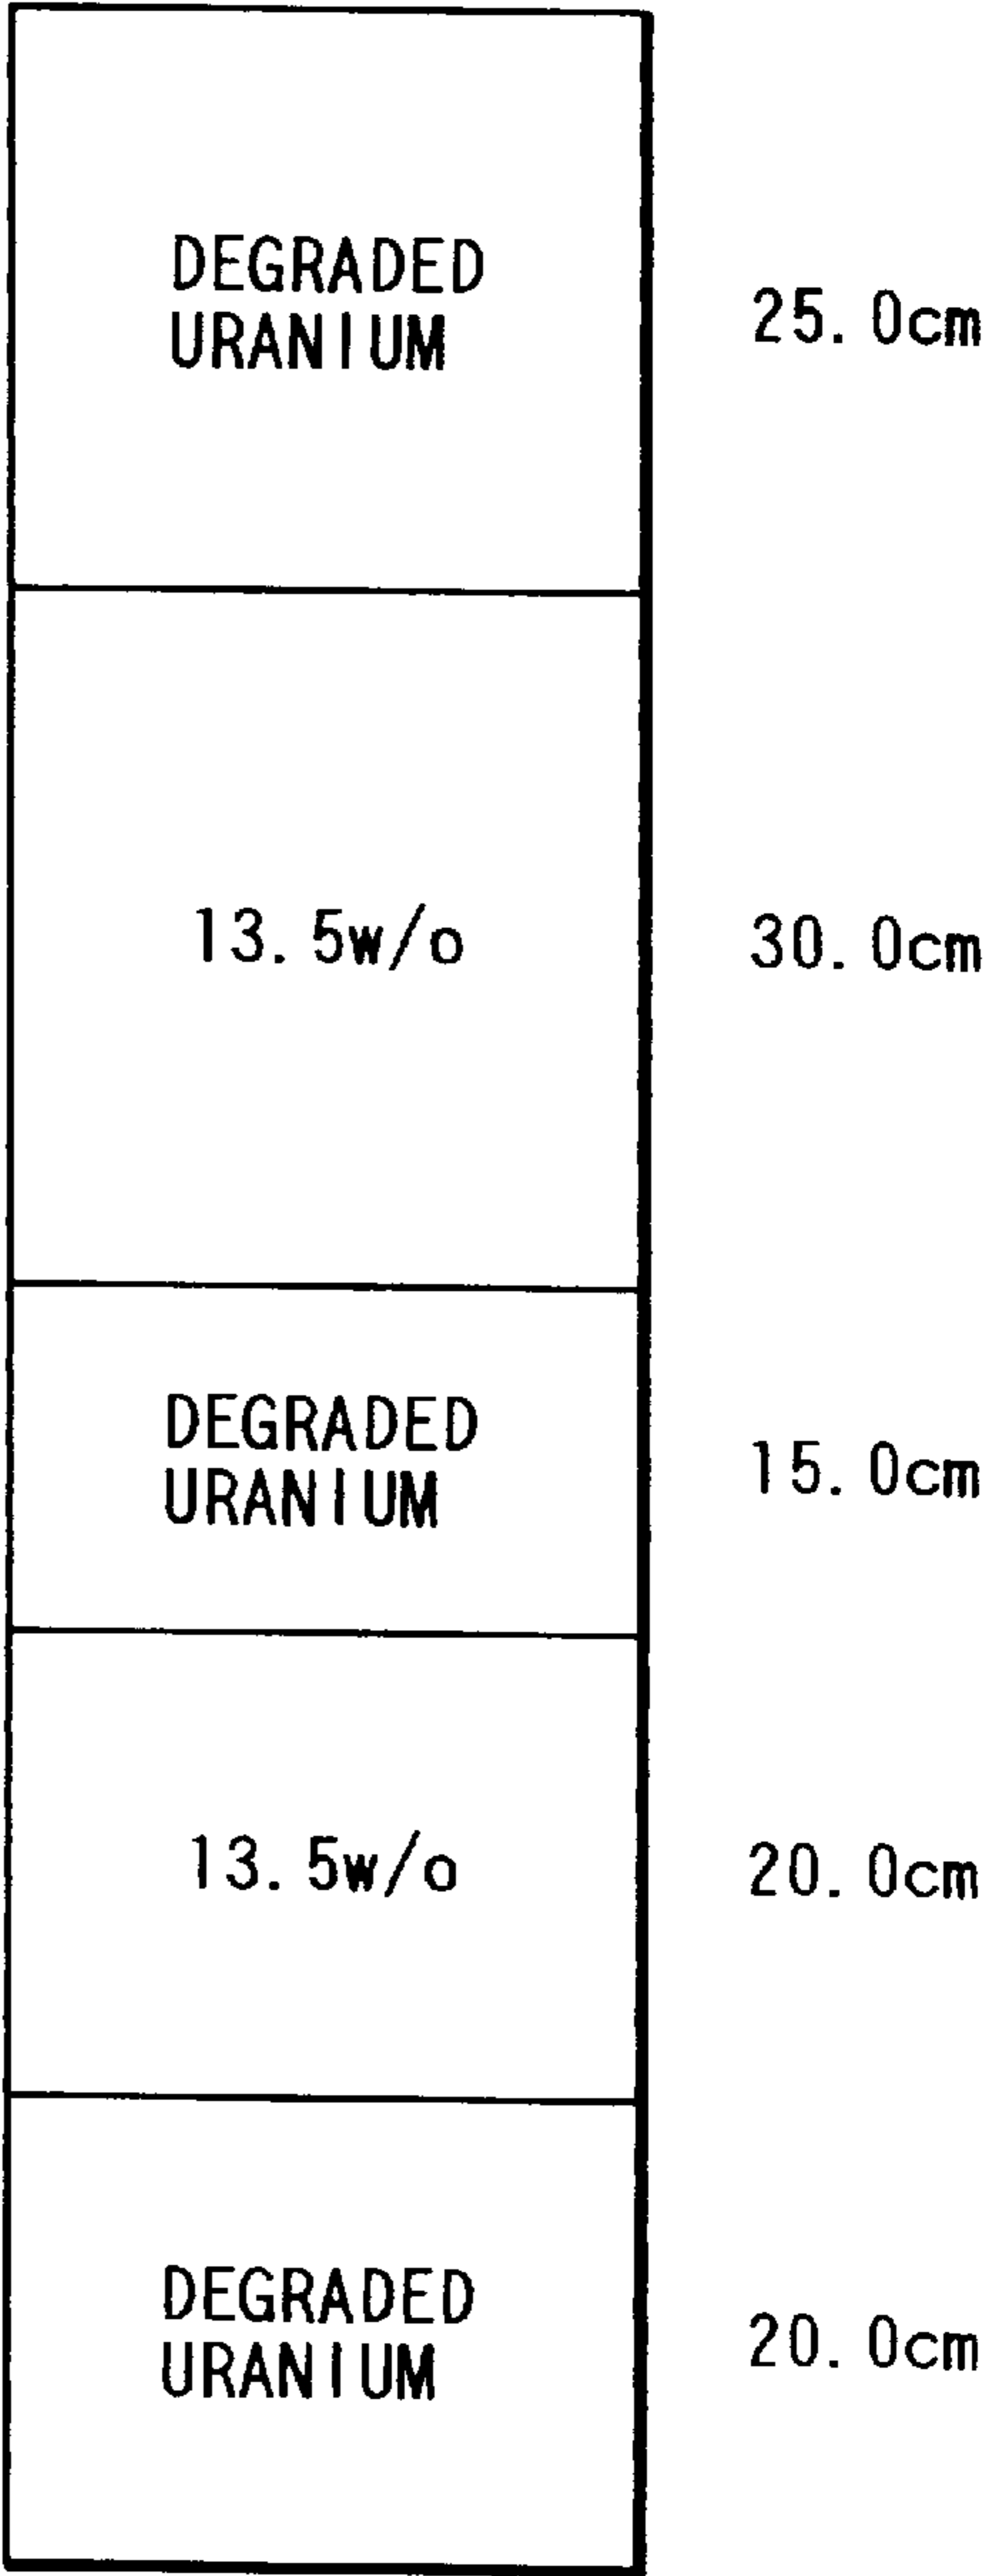 DEGRADED
URANIUM
25.0cm
13.5w/o
30.0cm
DEGRADED
URANIUM
15.0cm
13.5w/o
20.0cm
DEGRADED
URANIUM
20.0cm